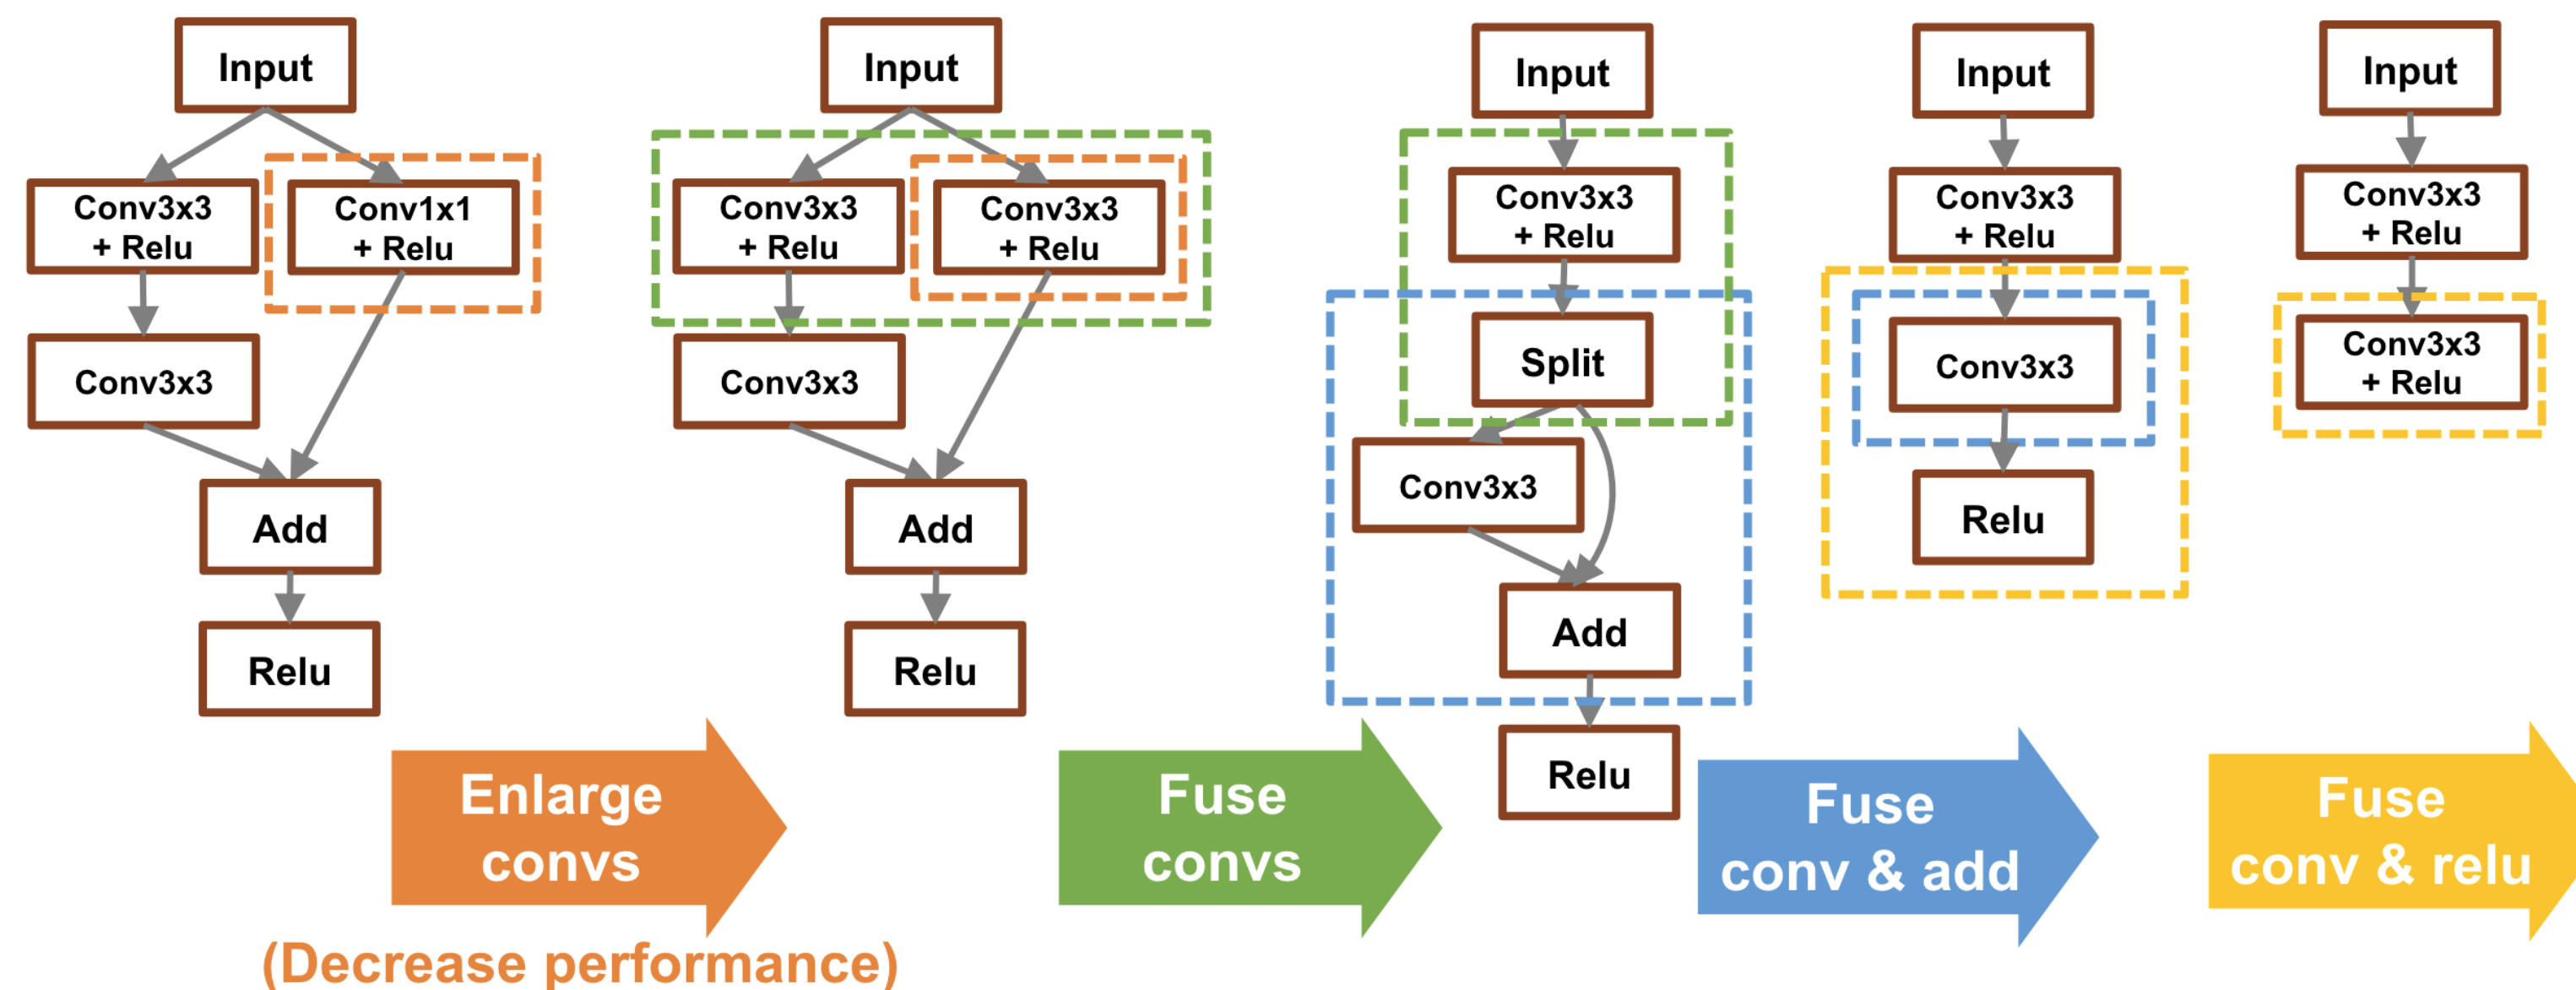 Input
Conv3x3
+ Relu
Conv1x1
+ Relu
Conv3x3
Add
Relu
Input
Conv3x3
+ Relu
Conv3x3
+ Relu
Conv3x3
Add
Relu
Input
Conv3x3
+ Relu
Split
Conv3x3
Add
Relu
Input
Conv3x3
+ Relu
Conv3x3
Relu
Input
Conv3x3
+ Relu
Conv3x3
+ Relu
Enlarge
convs
(Decrease performance)
Fuse
convs
Fuse
conv & add
Fuse
conv & relu